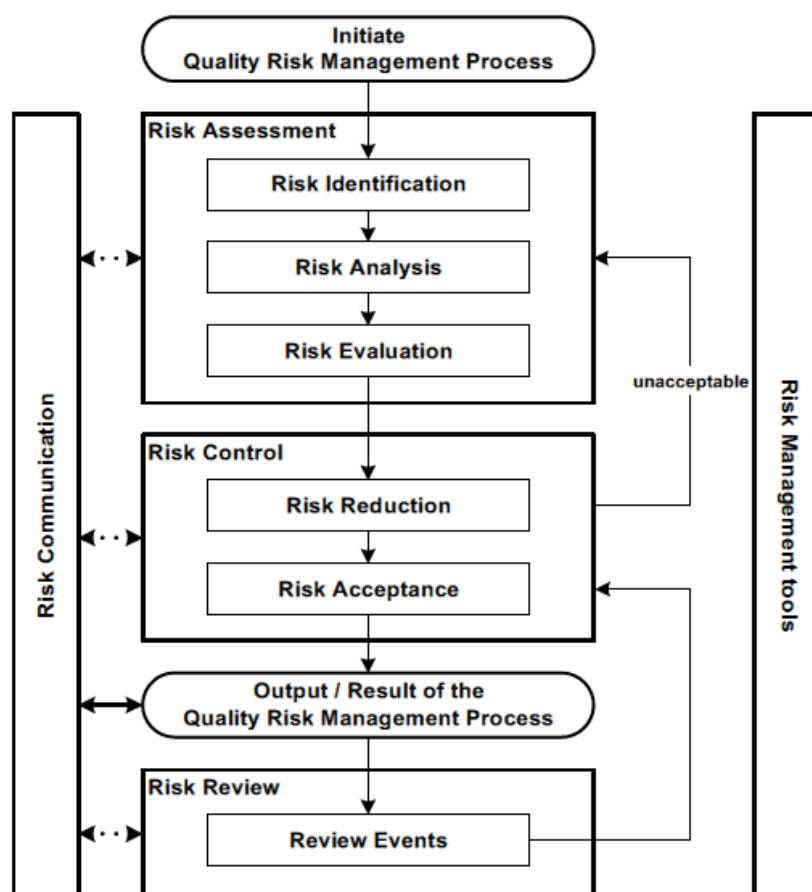 Initiate
Quality Risk Management Process
Risk Assessment
Risk Identification
Risk Analysis
Risk Evaluation
unacceptable
Risk Control
Risk Reduction
Risk Acceptance
Output / Result of the
Quality Risk Management Process
Risk Review
Review Events
Risk Communication
Risk Management tools